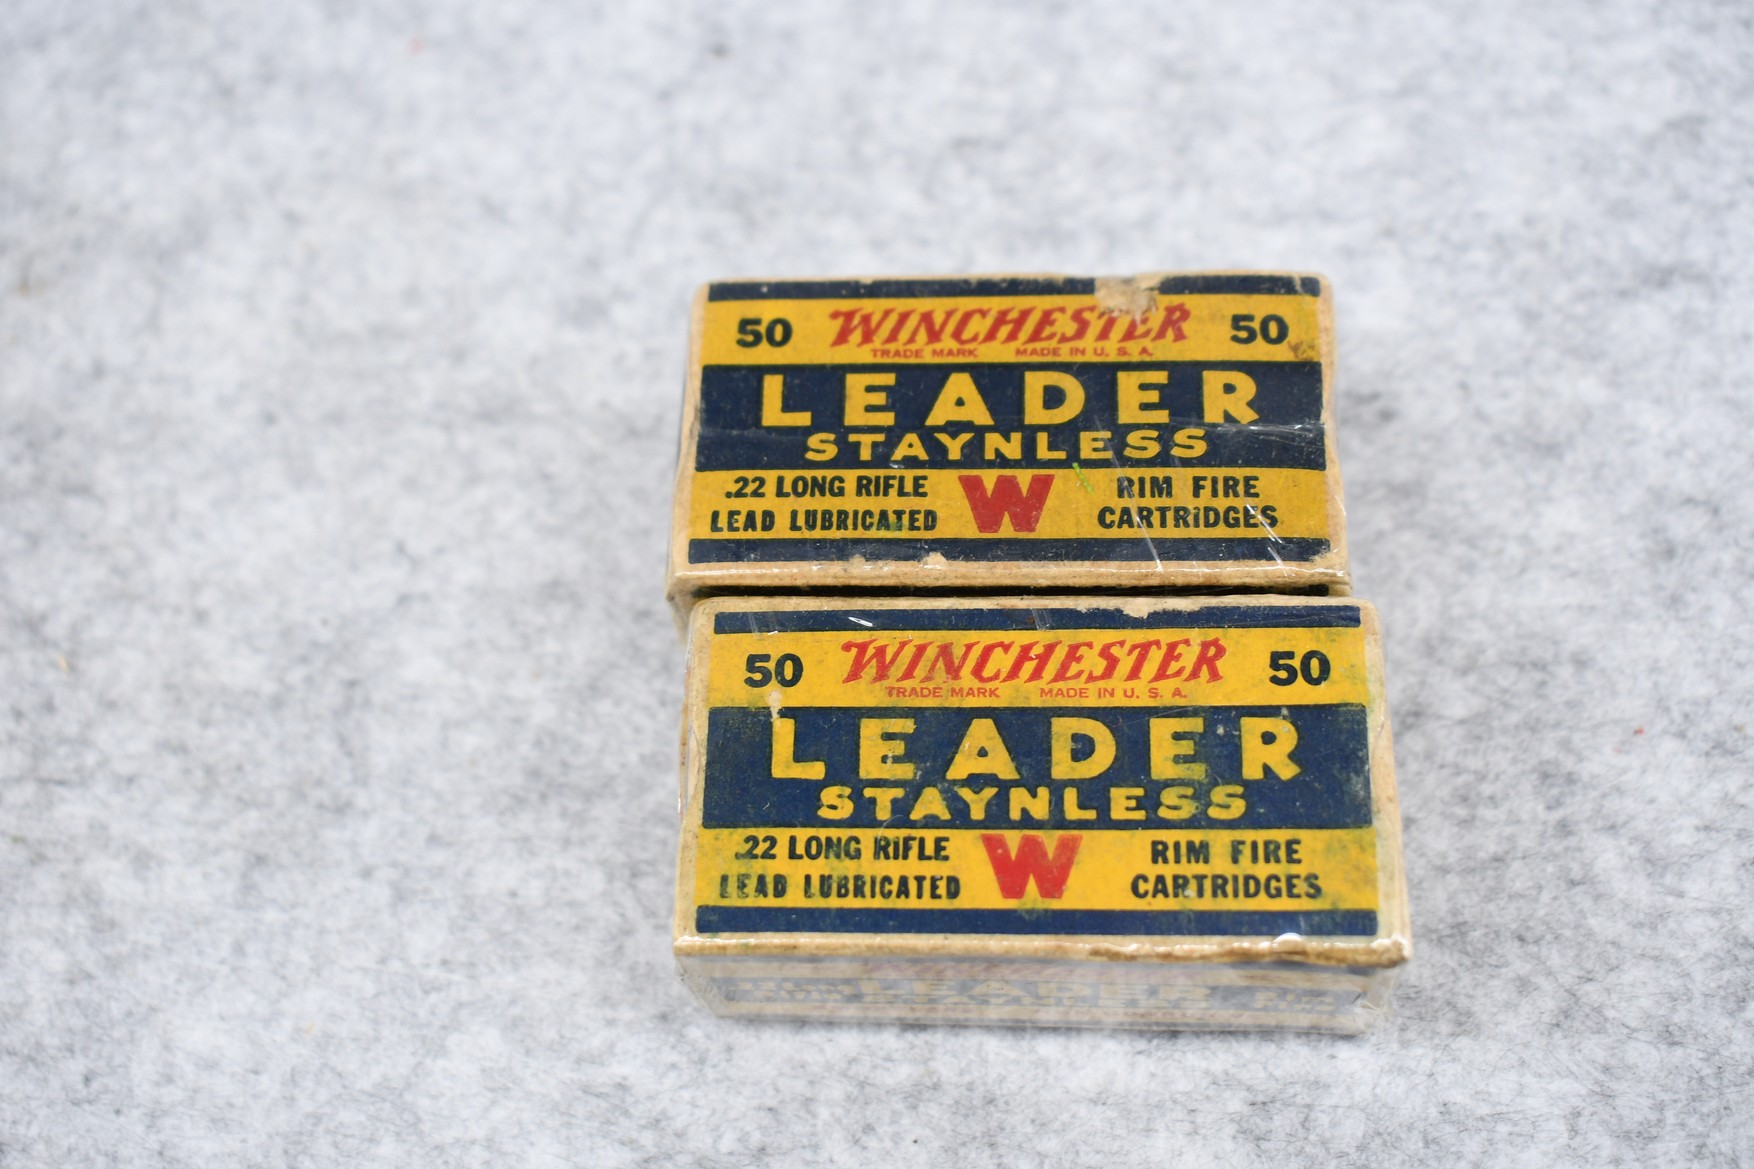 50 WINCHESTER 50
TRADE MARK MADE IN U. S. A.
LEADER
STAYNLESS
.22 LONG RIFLE W RIM FIRE
LEAD LUBRICATED CARTRIDGES
50 WINCHESTER 50
TRADE MARK MADE IN U. S. A.
LEADER
STAYNLESS
.22 LONG RIFLE W RIM FIRE
LEAD LUBRICATED CARTRIDGES
LEADER